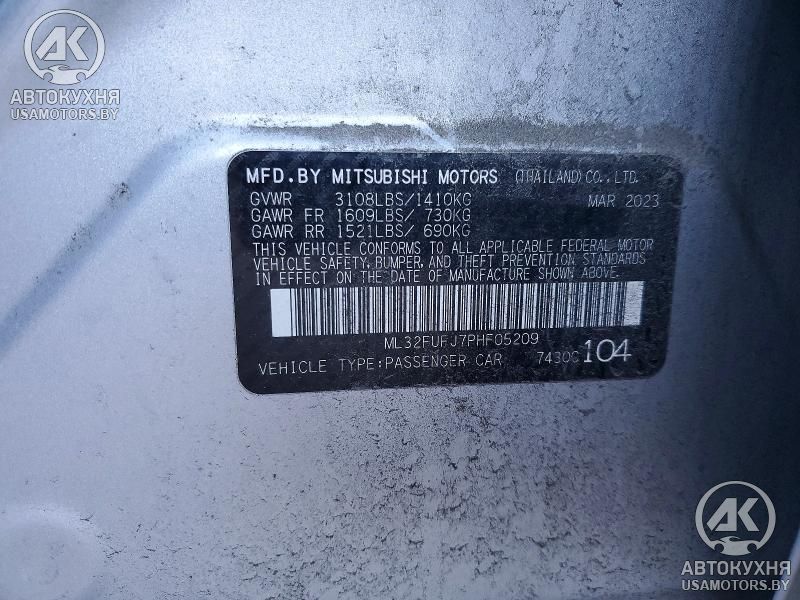 AK
АВТОКУХНЯ
USAMOTORS.BY
MFD.BY MITSUBISHI MOTORS (THAILAND)CO.,LTD.
GVWR 3108LBS/1410KG MAR 2023
GAWR FR 1609LBS/ 730KG
GAWR RR 1521LBS/ 690KG
THIS VEHICLE CONFORMS TO ALL APPLICABLE FEDERAL MOTOR
VEHICLE SAFETY,BUMPER,AND THEFT PREVENTION STANDARDS
IN EFFECT ON THE DATE OF MANUFACTURE SHOWN ABOVE.
ML32FUFJ7PHF05209
VEHICLE TYPE:PASSENGER CAR 104
AK
АВТОКУХНЯ
USAMOTORS.BY